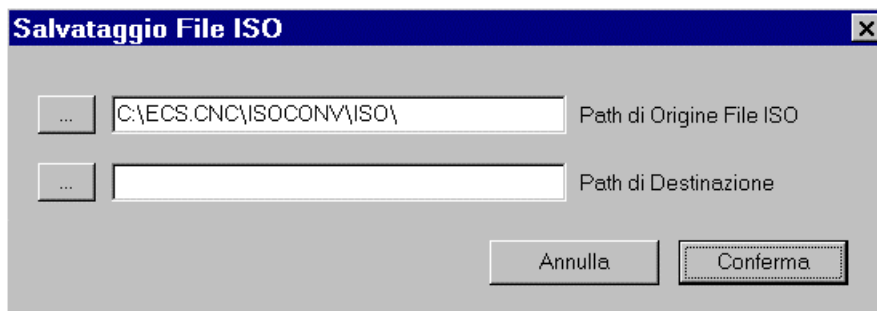 Salvataggio File ISO
... C:\ECS.CNC\ISOCONV\ISO\ Path di Origine File ISO
... Path di Destinazione
Annulla Conferma